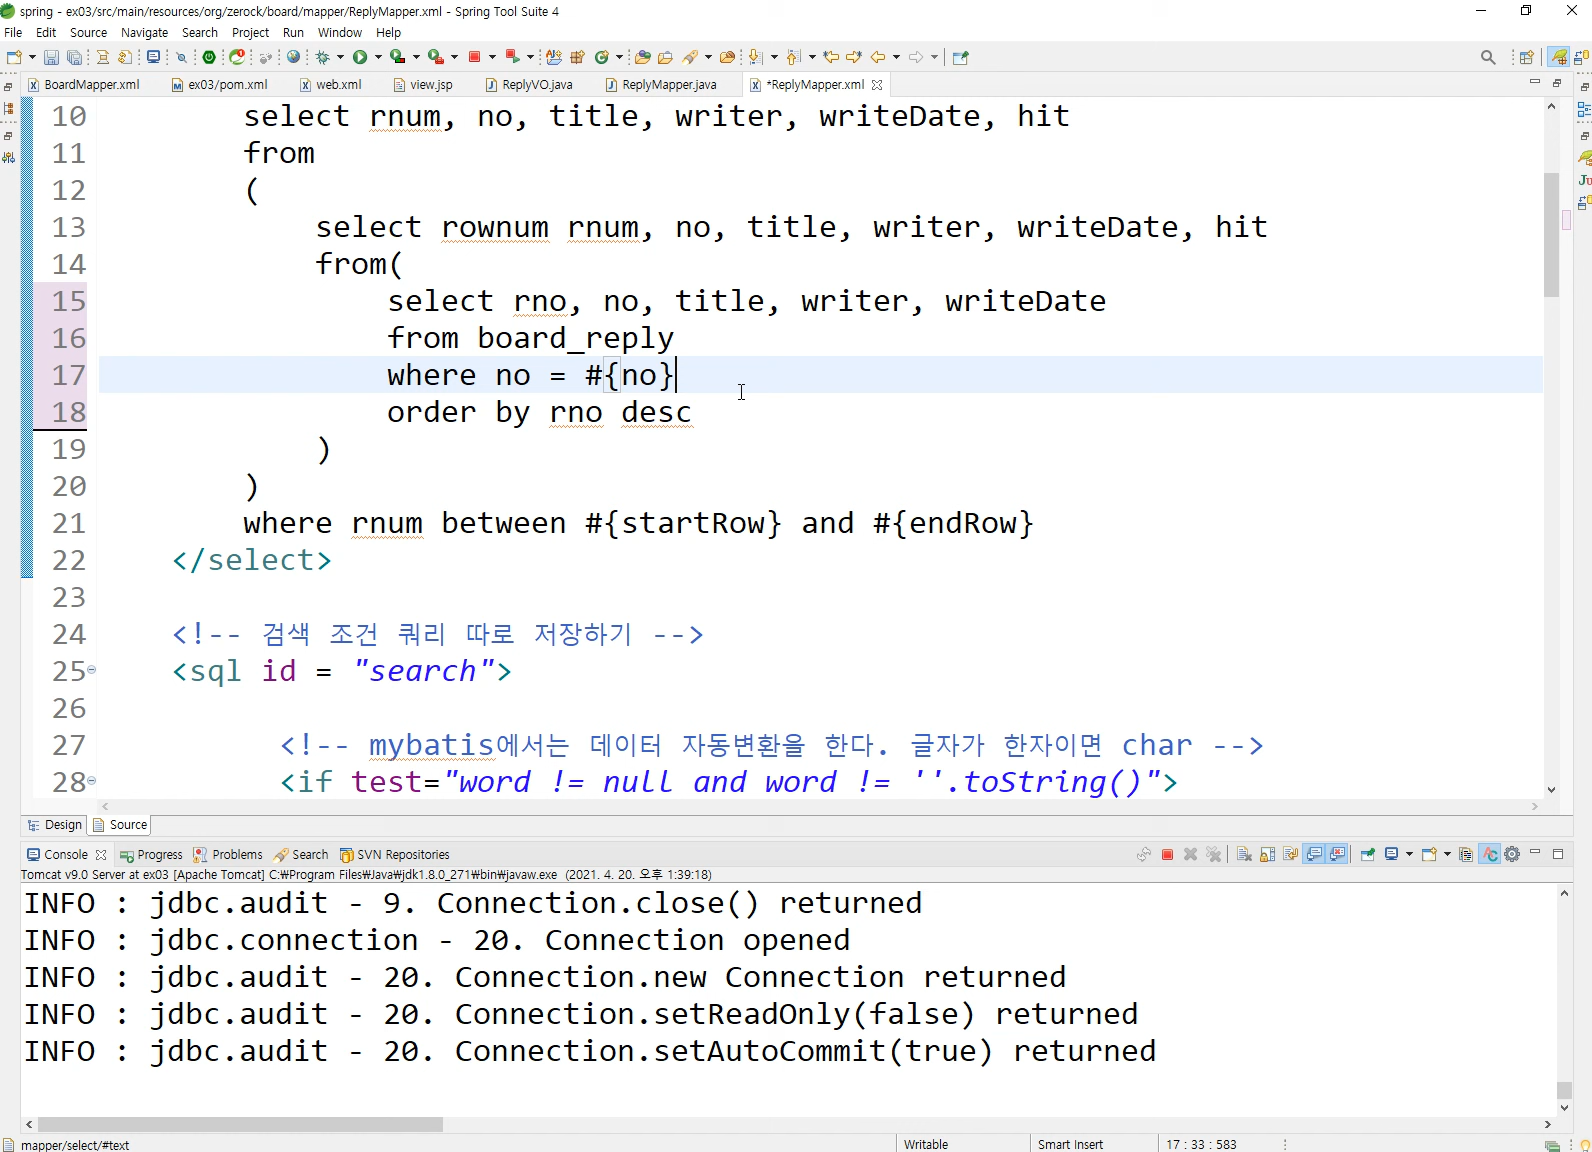 spring - ex03/src/main/resources/org/zerock/board/mapper/ReplyMapper.xml - Spring Tool Suite 4
File Edit Source Navigate Search Project Run Window Help
BoardMapper.xml ex03/pom.xml web.xml view.jsp ReplyVO.java ReplyMapper.java *ReplyMapper.xml
10 select rnum, no, title, writer, writeDate, hit
11 from
12 (
13 select rownum rnum, no, title, writer, writeDate, hit
14 from(
15 select rno, no, title, writer, writeDate
16 from board_reply
17 where no = #{no}
18 order by rno desc
19 )
20 )
21 where rnum between #{startRow} and #{endRow}
22 </select>
23
24 <!-- 검색 조건 쿼리 따로 저장하기 -->
25 <sql id = "search">
26
27 <!-- mybatis에서는 데이터 자동변환을 한다. 글자가 한자이면 char -->
28 <if test="word != null and word != ''.toString()">
Design Source
Console Progress Problems Search SVN Repositories
Tomcat v9.0 Server at ex03 [Apache Tomcat] C:₩Program Files₩Java₩jdk1.8.0_271₩bin₩javaw.exe (2021. 4. 20. 오후 1:39:18)
INFO : jdbc.audit - 9. Connection.close() returned
INFO : jdbc.connection - 20. Connection opened
INFO : jdbc.audit - 20. Connection.new Connection returned
INFO : jdbc.audit - 20. Connection.setReadOnly(false) returned
INFO : jdbc.audit - 20. Connection.setAutoCommit(true) returned
mapper/select/#text Writable Smart Insert 17 : 33 : 583